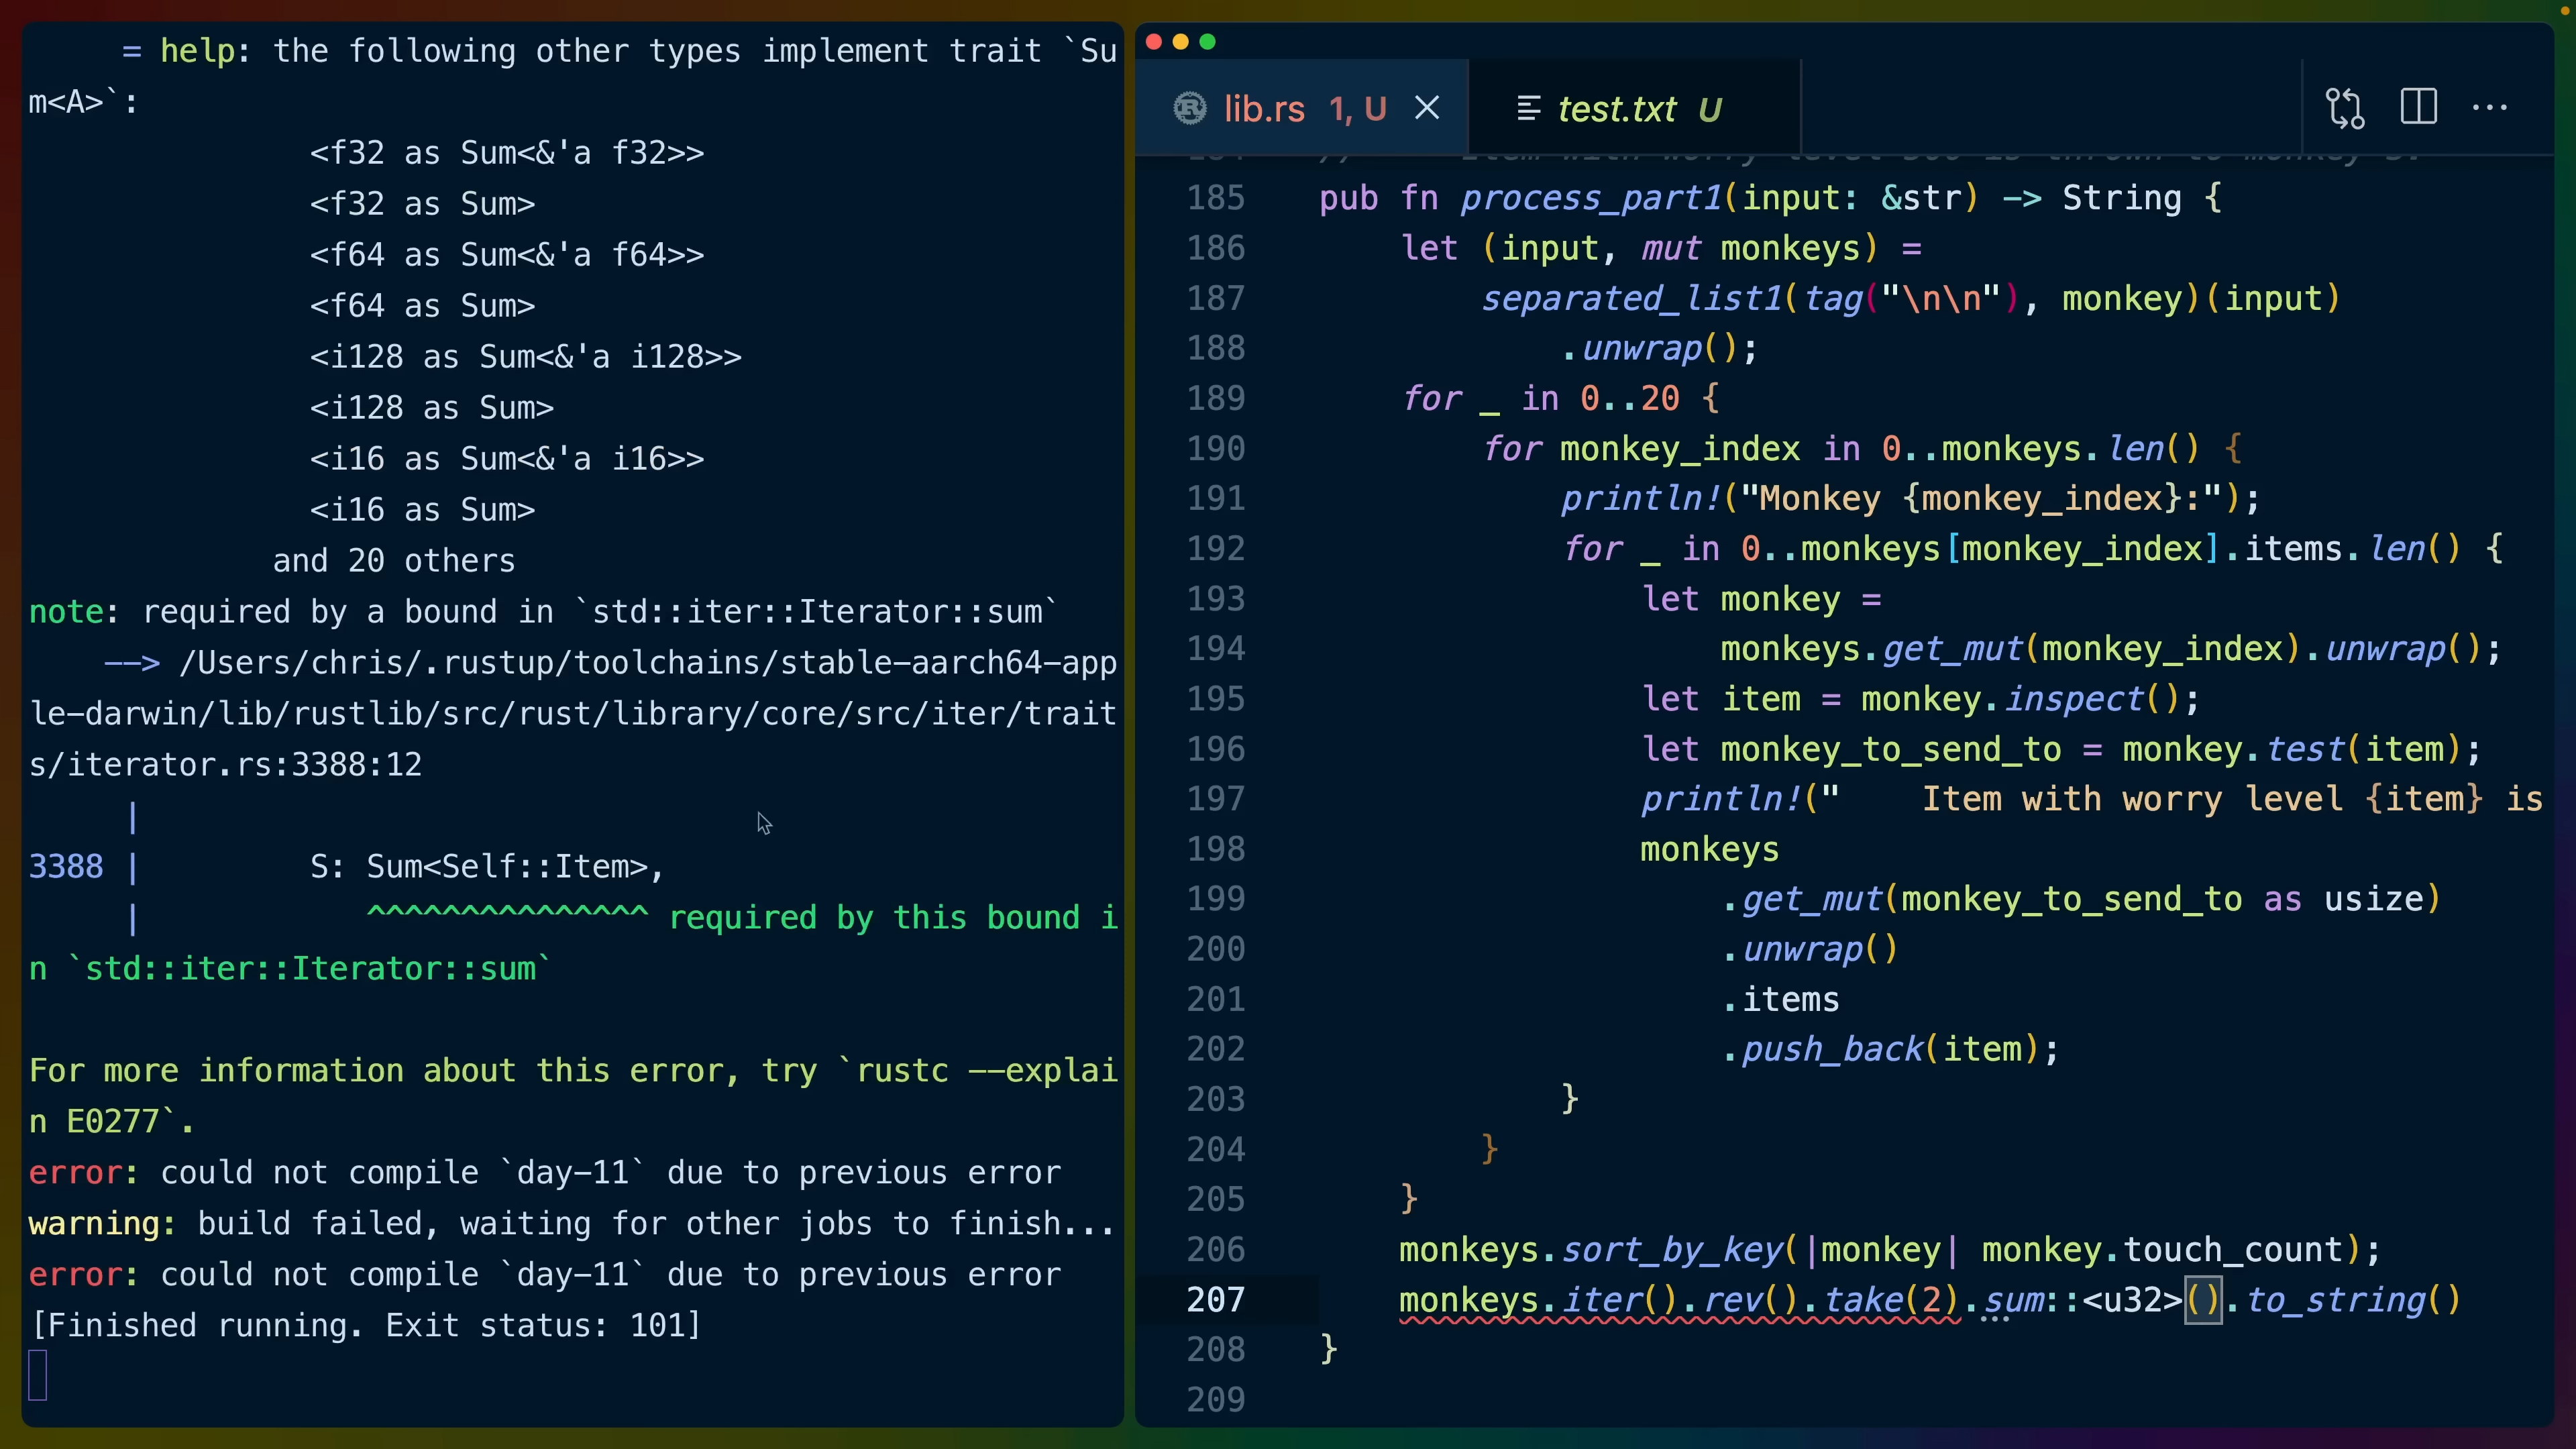 = help: the following other types implement trait `Su
m<A>`:
<f32 as Sum<&'a f32>>
<f32 as Sum>
<f64 as Sum<&'a f64>>
<f64 as Sum>
<i128 as Sum<&'a i128>>
<i128 as Sum>
<i16 as Sum<&'a i16>>
<i16 as Sum>
and 20 others
note: required by a bound in `std::iter::Iterator::sum`
--> /Users/chris/.rustup/toolchains/stable-aarch64-app
le-darwin/lib/rustlib/src/rust/library/core/src/iter/trait
s/iterator.rs:3388:12
|
3388 |         S: Sum<Self::Item>,
|            ^^^^^^^^^^^^^^^ required by this bound i
n `std::iter::Iterator::sum`
For more information about this error, try `rustc --explai
n E0277`.
error: could not compile `day-11` due to previous error
warning: build failed, waiting for other jobs to finish...
error: could not compile `day-11` due to previous error
[Finished running. Exit status: 101]
lib.rs 1, U
test.txt U
185 pub fn process_part1(input: &str) -> String {
186 let (input, mut monkeys) =
187 separated_list1(tag("\n\n"), monkey)(input)
188 .unwrap();
189 for _ in 0..20 {
190 for monkey_index in 0..monkeys.len() {
191 println!("Monkey {monkey_index}:");
192 for _ in 0..monkeys[monkey_index].items.len() {
193 let monkey =
194 monkeys.get_mut(monkey_index).unwrap();
195 let item = monkey.inspect();
196 let monkey_to_send_to = monkey.test(item);
197 println!("    Item with worry level {item} is
198 monkeys
199 .get_mut(monkey_to_send_to as usize)
200 .unwrap()
201 .items
202 .push_back(item);
203 }
204 }
205 }
206 monkeys.sort_by_key(|monkey| monkey.touch_count);
207 monkeys.iter().rev().take(2).sum::<u32>().to_string()
208 }
209